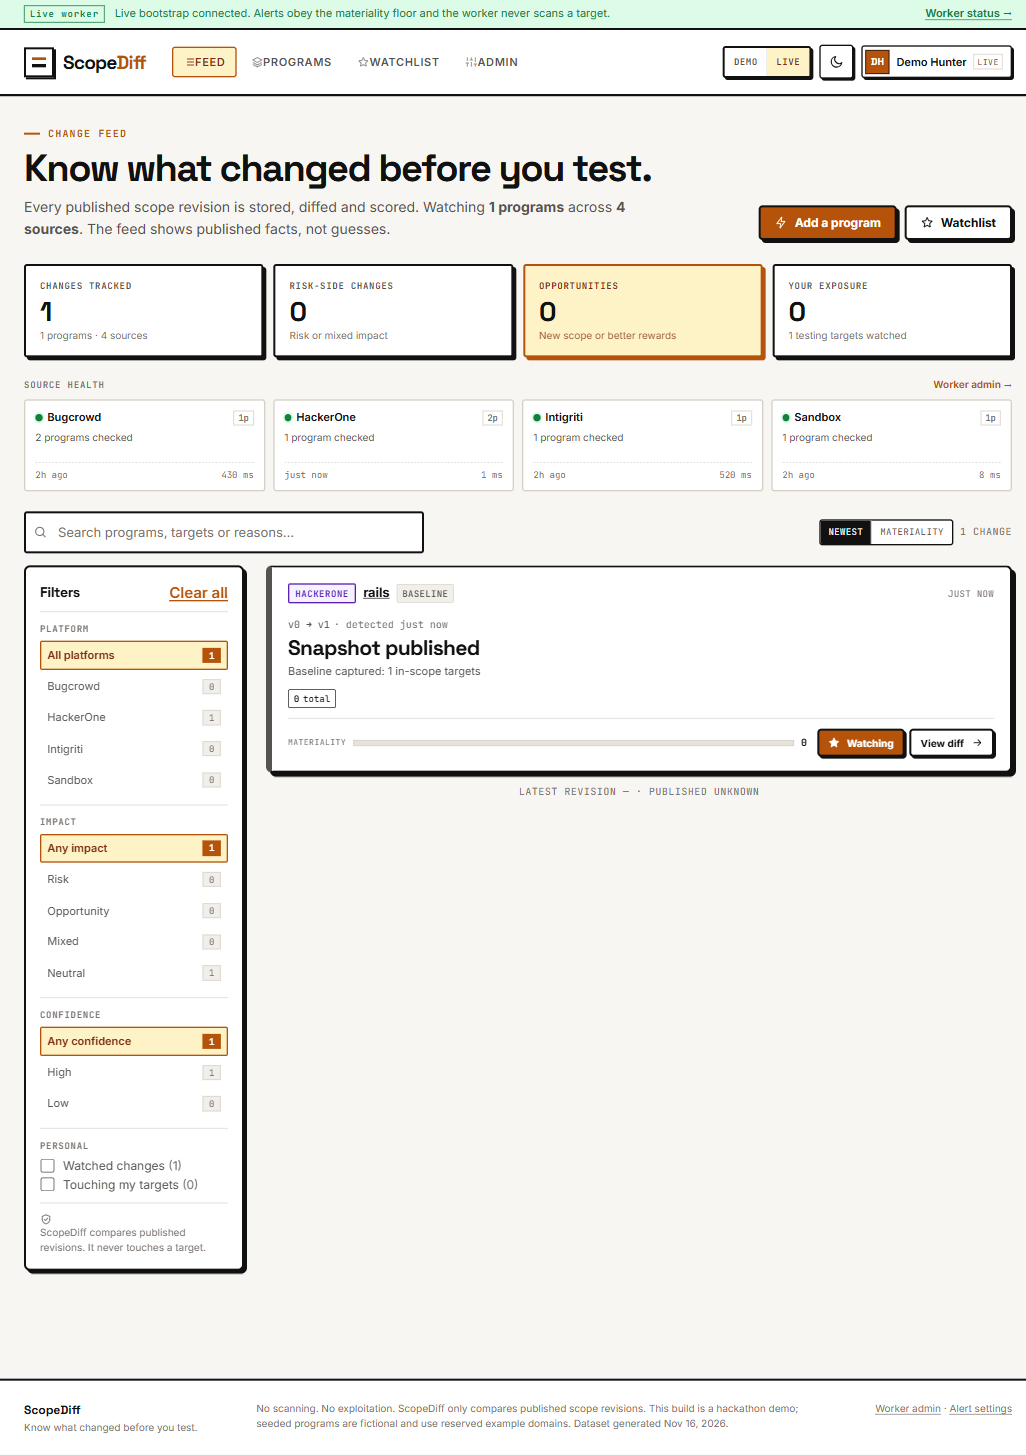 Live worker Live bootstrap connected. Alerts obey the materiality floor and the worker never scans a target. Worker status →
ScopeDiff FEED PROGRAMS WATCHLIST ADMIN DEMO LIVE DH Demo Hunter LIVE
CHANGE FEED
Know what changed before you test.
Every published scope revision is stored, diffed and scored. Watching 1 programs across 4
sources. The feed shows published facts, not guesses.
Add a program Watchlist
CHANGES TRACKED RISK-SIDE CHANGES OPPORTUNITIES YOUR EXPOSURE
1 0 0 0
1 programs · 4 sources Risk or mixed impact New scope or better rewards 1 testing targets watched
SOURCE HEALTH Worker admin →
Bugcrowd 1p HackerOne 2p Intigriti 1p Sandbox 1p
2 programs checked 1 program checked 1 program checked 1 program checked
2h ago 430 ms just now 1 ms 2h ago 520 ms 2h ago 8 ms
Search programs, targets or reasons... NEWEST MATERIALITY 1 CHANGE
Filters Clear all
PLATFORM
All platforms 1
Bugcrowd 0
HackerOne 1
Intigriti 0
Sandbox 0
IMPACT
Any impact 1
Risk 0
Opportunity 0
Mixed 0
Neutral 1
CONFIDENCE
Any confidence 1
High 1
Low 0
PERSONAL
Watched changes (1)
Touching my targets (0)
ScopeDiff compares published
revisions. It never touches a target.
HACKERONE rails BASELINE JUST NOW
v0 → v1 · detected just now
Snapshot published
Baseline captured: 1 in-scope targets
0 total
MATERIALITY 0 Watching View diff →
LATEST REVISION — · PUBLISHED UNKNOWN
ScopeDiff
Know what changed before you test.
No scanning. No exploitation. ScopeDiff only compares published scope revisions. This build is a hackathon demo;
seeded programs are fictional and use reserved example domains. Dataset generated Nov 16, 2026.
Worker admin · Alert settings